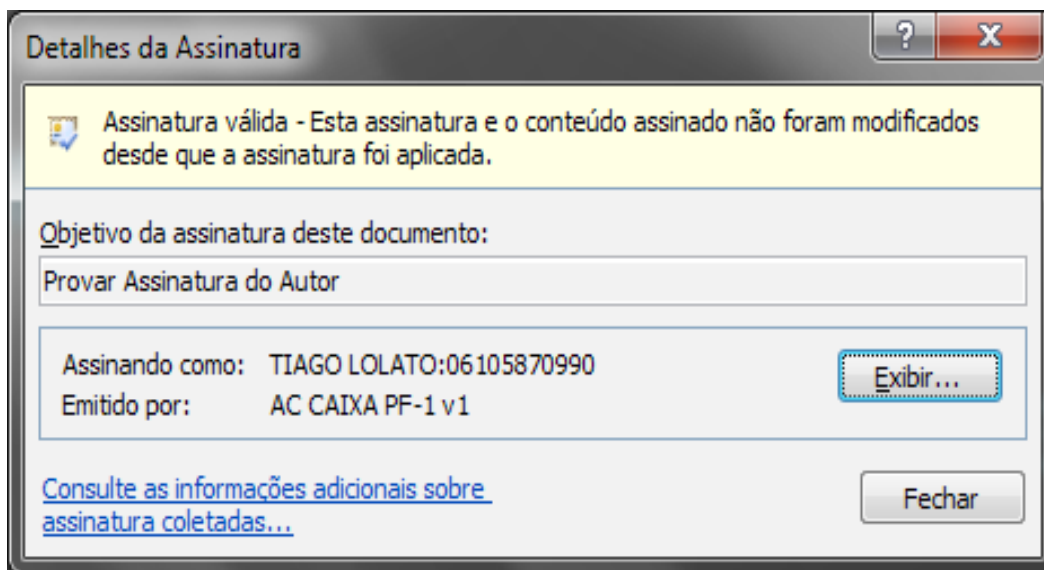 Detalhes da Assinatura
Assinatura válida - Esta assinatura e o conteúdo assinado não foram modificados
desde que a assinatura foi aplicada.
Objetivo da assinatura deste documento:
Provar Assinatura do Autor
Assinando como: TIAGO LOLATO:06105870990
Exibir...
Emitido por: AC CAIXA PF-1 v1
Consulte as informações adicionais sobre
assinatura coletadas...
Fechar